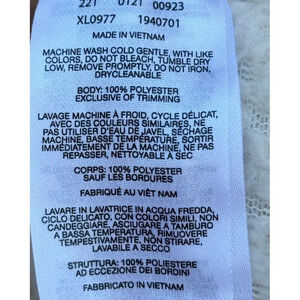 221 0121 00923
XL0977 1940701
MADE IN VIETNAM
MACHINE WASH COLD GENTLE, WITH LIKE
COLORS, DO NOT BLEACH, TUMBLE DRY
LOW, REMOVE PROMPTLY, DO NOT IRON,
DRYCLEANABLE
BODY: 100% POLYESTER
EXCLUSIVE OF TRIMMING
LAVAGE MACHINE À FROID, CYCLE DÉLICAT,
AVEC DES COULEURS SIMILAIRES, NE
PAS UTILISER D'EAU DE JAVEL, SÉCHAGE
MACHINE, BASSE TEMPÉRATURE, SORTIR
IMMÉDIATEMENT DE LA MACHINE, NE PAS
REPASSER, NETTOYABLE A SEC
CORPS: 100% POLYESTER
SAUF LES BORDURES
FABRIQUÉ AU VIÊT NAM
LAVARE IN LAVATRICE IN ACQUA FREDDA,
CICLO DELICATO, CON COLORI SIMILI, NON
CANDEGGIARE, ASCIUGARE A TAMBURO
A BASSA TEMPERATURA, RIMUOVERE
TEMPESTIVAMENTE, NON STIRARE,
LAVABILE A SECCO
STRUTTURA: 100% POLIESTERE
AD ECCEZIONE DEI BORDINI
FABBRICATO IN VIETNAM